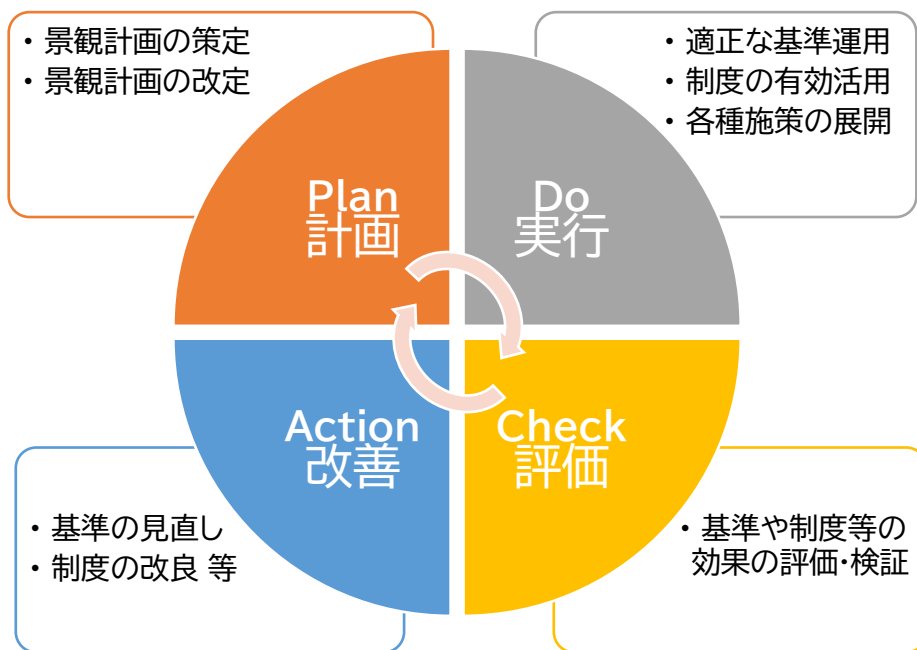 ・景観計画の策定
・景観計画の改定
・適正な基準運用
・制度の有効活用
・各種施策の展開
Plan
計画
Do
実行
Action
改善
Check
評価
・基準の見直し
・制度の改良 等
・基準や制度等の
効果の評価・検証